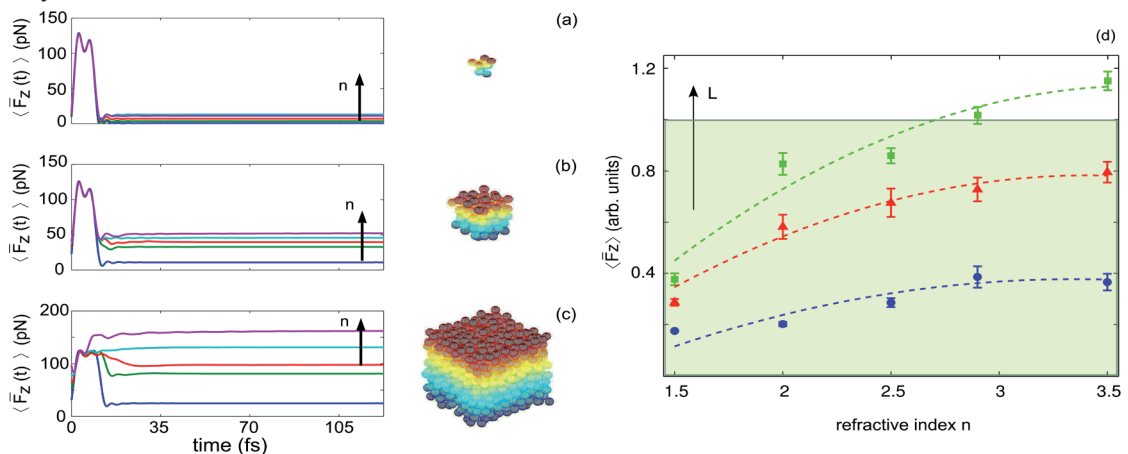 (a)
150
100
50
0
⟨ F̄z (t) ⟩ (pN)
n
(b)
150
100
50
0
⟨ F̄z (t) ⟩ (pN)
n
(c)
200
150
100
50
0
⟨ F̄z (t) ⟩ (pN)
n
0 35 70 105
time (fs)
(d)
1.2
0.8
0.4
⟨F̄z⟩ (arb. units)
L
1.5 2 2.5 3 3.5
refractive index n